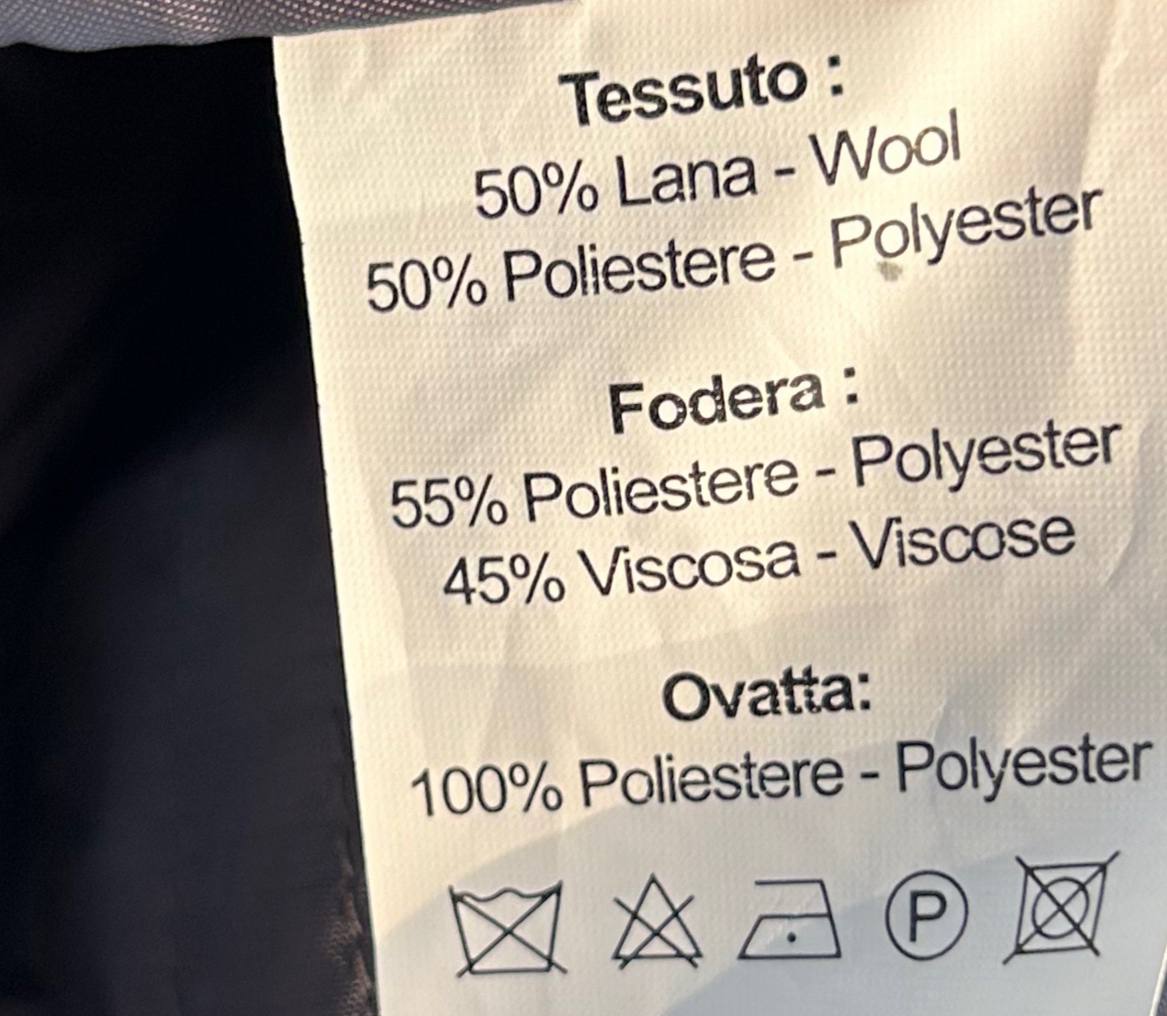 Tessuto :
50% Lana - Wool
50% Poliestere - Polyester
Fodera :
55% Poliestere - Polyester
45% Viscosa - Viscose
Ovatta:
100% Poliestere - Polyester
P